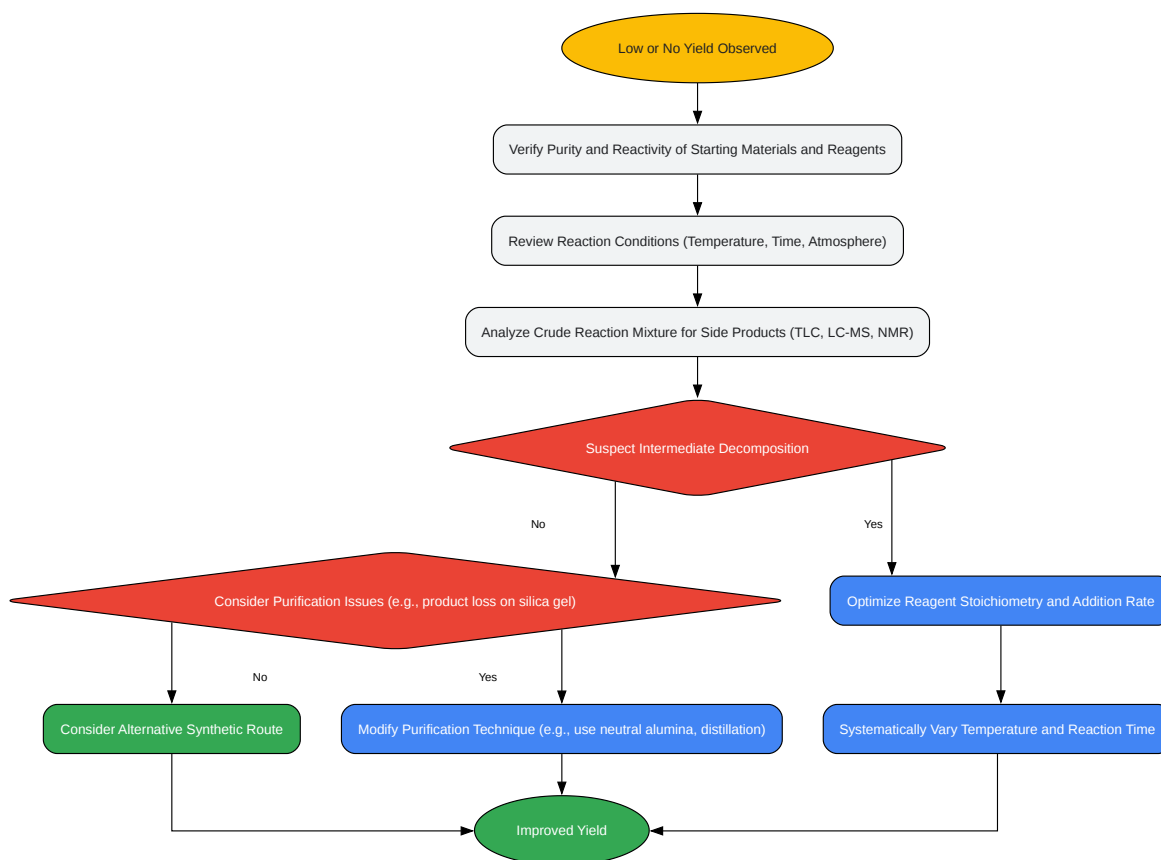 Low or No Yield Observed
Verify Purity and Reactivity of Starting Materials and Reagents
Review Reaction Conditions (Temperature, Time, Atmosphere)
Analyze Crude Reaction Mixture for Side Products (TLC, LC-MS, NMR)
Suspect Intermediate Decomposition
No
Yes
Consider Purification Issues (e.g., product loss on silica gel)
Optimize Reagent Stoichiometry and Addition Rate
No
Yes
Consider Alternative Synthetic Route
Modify Purification Technique (e.g., use neutral alumina, distillation)
Systematically Vary Temperature and Reaction Time
Improved Yield